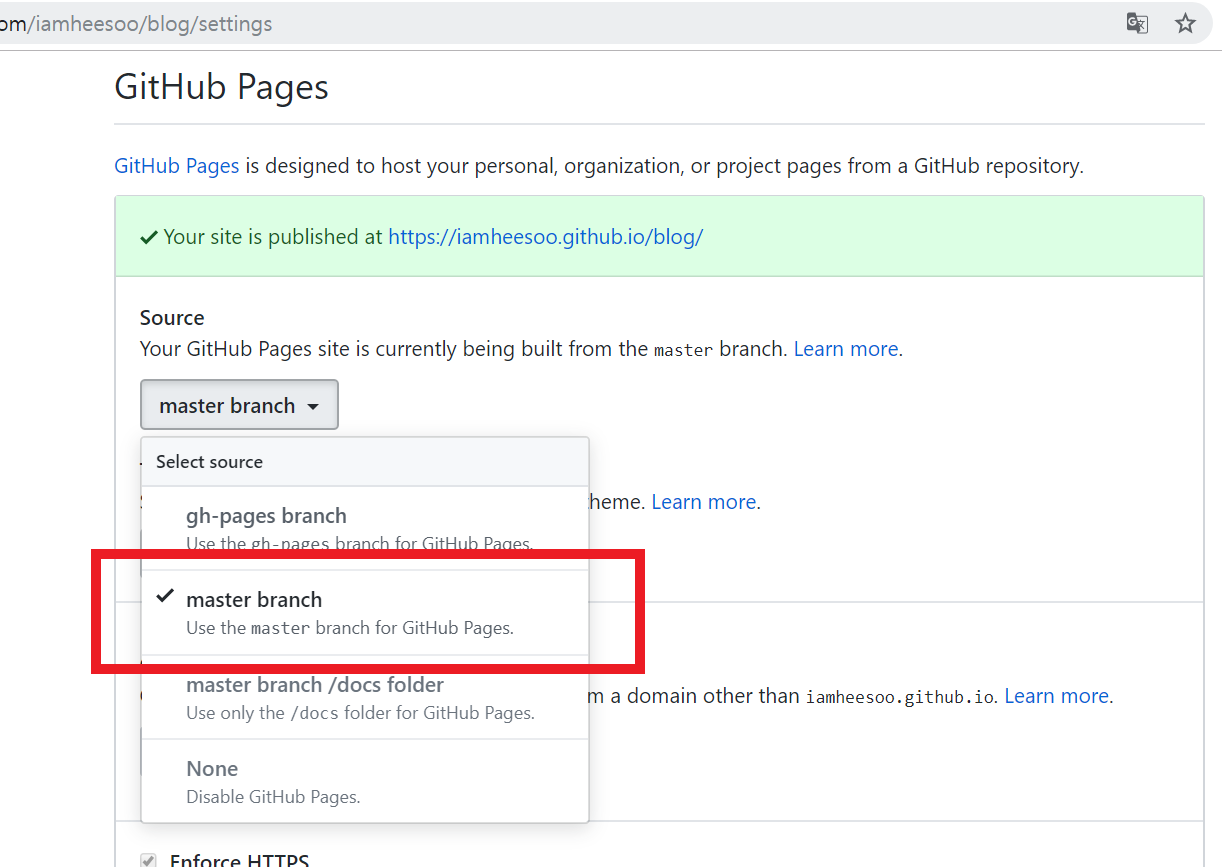 om/iamheesoo/blog/settings
GitHub Pages
GitHub Pages is designed to host your personal, organization, or project pages from a GitHub repository.
Your site is published at https://iamheesoo.github.io/blog/
Source
Your GitHub Pages site is currently being built from the master branch. Learn more.
master branch
Select source
heme. Learn more.
gh-pages branch
Use the gh-pages branch for GitHub Pages.
master branch
Use the master branch for GitHub Pages.
master branch /docs folder
Use only the /docs folder for GitHub Pages.
m a domain other than iamheesoo.github.io. Learn more.
None
Disable GitHub Pages.
Enforce HTTPS